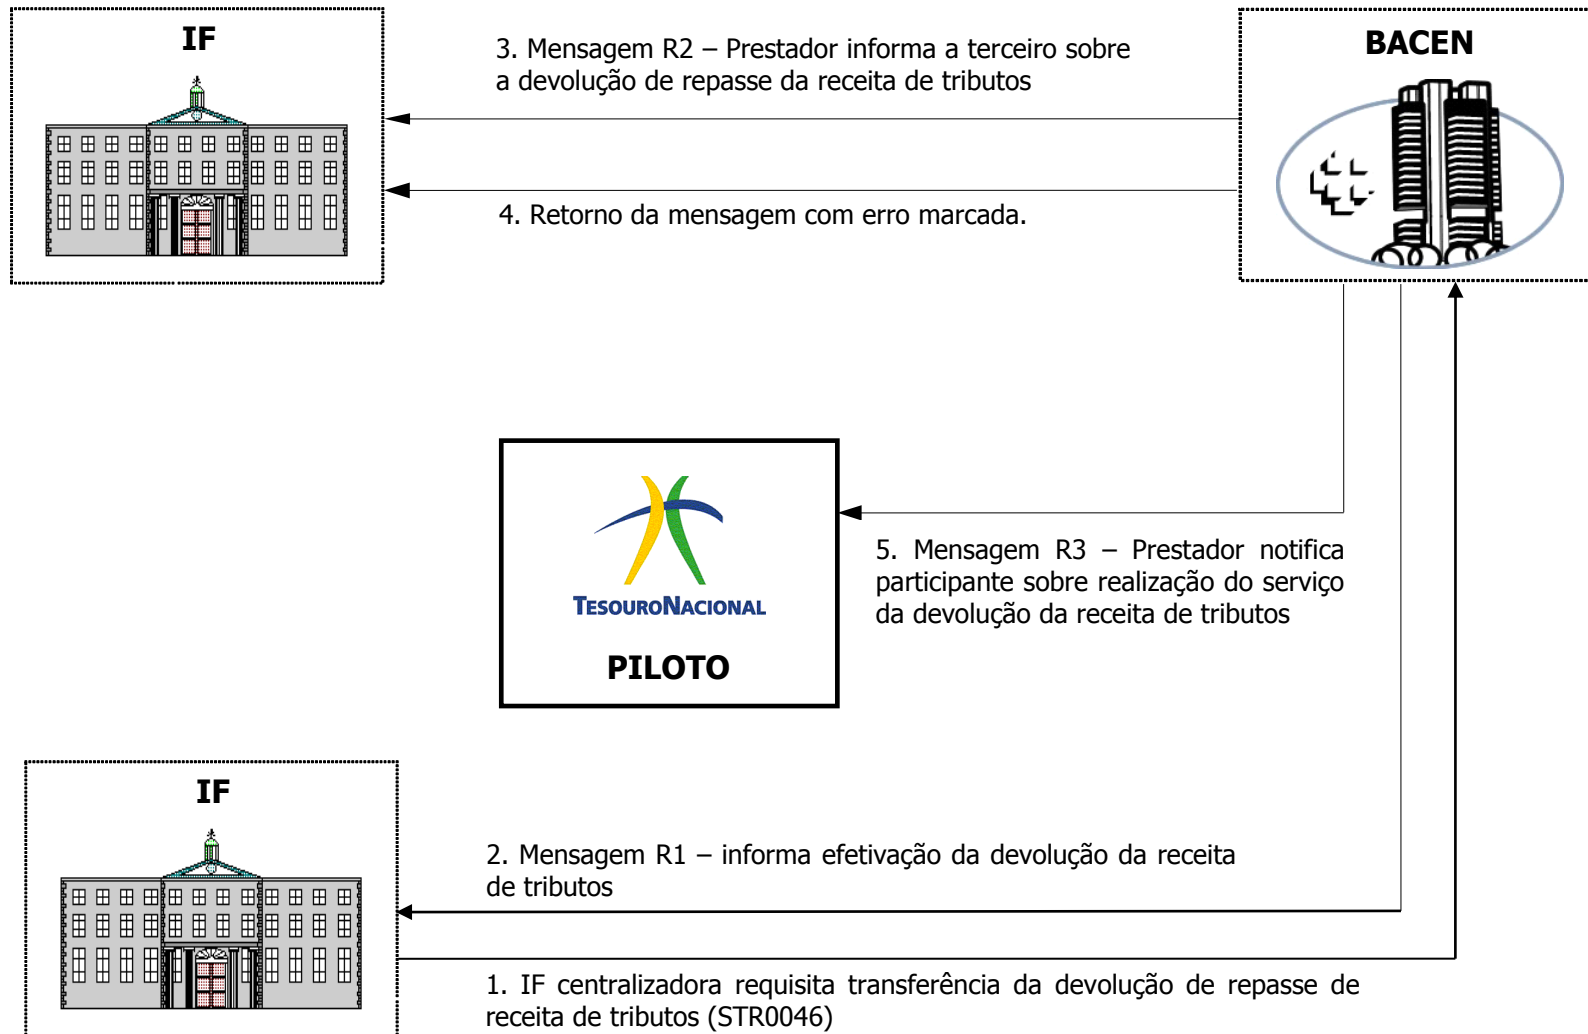 IF
3. Mensagem R2 – Prestador informa a terceiro sobre
a devolução de repasse da receita de tributos
BACEN
4. Retorno da mensagem com erro marcada.
TESOURONACIONAL
PILOTO
5. Mensagem R3 – Prestador notifica
participante sobre realização do serviço
da devolução da receita de tributos
IF
2. Mensagem R1 – informa efetivação da devolução da receita
de tributos
1. IF centralizadora requisita transferência da devolução de repasse de
receita de tributos (STR0046)